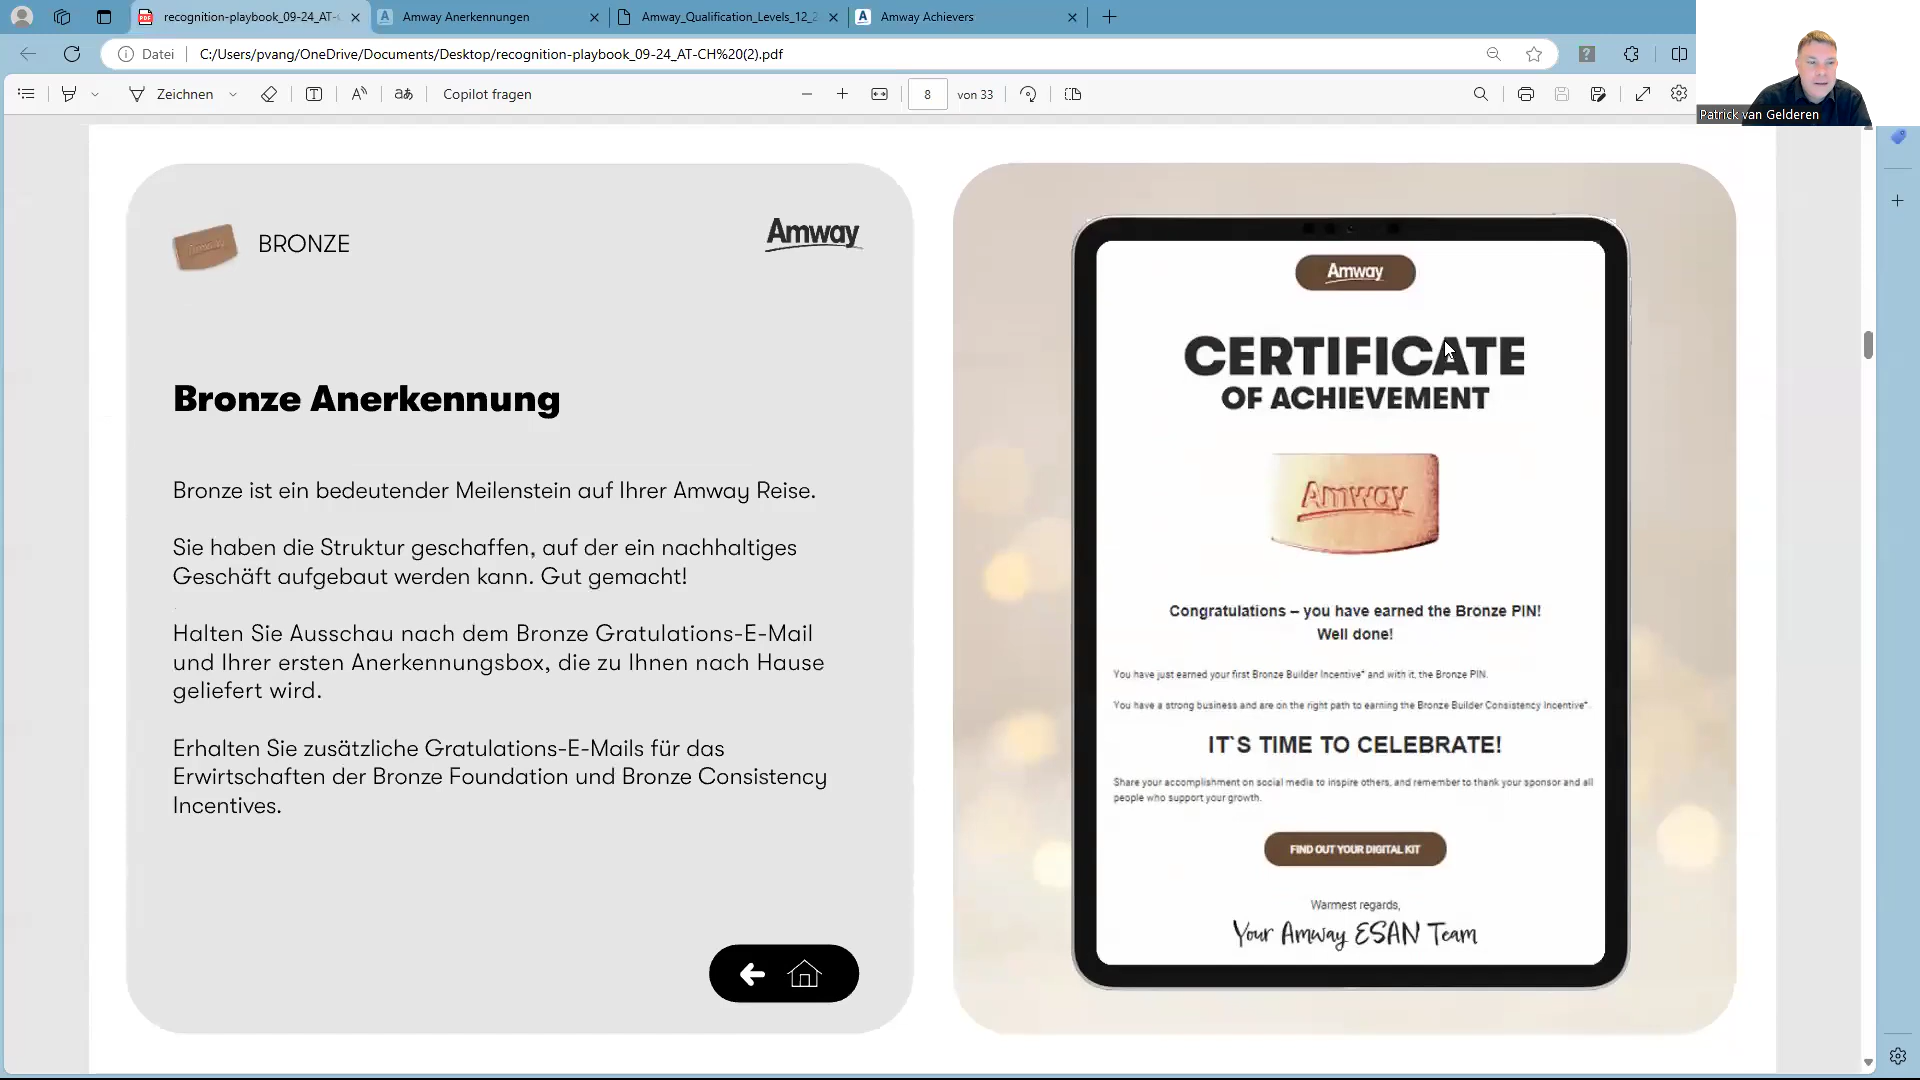 recognition-playbook_09-24_AT-
Amway Anerkennungen
Amway_Qualification_Levels_12_2
Amway Achievers
Datei
C:/Users/pvang/OneDrive/Documents/Desktop/recognition-playbook_09-24_AT-CH%20(2).pdf
Zeichnen
Copilot fragen
8
von 33
Patrick van Gelderen
BRONZE
Amway
Bronze Anerkennung
Bronze ist ein bedeutender Meilenstein auf Ihrer Amway Reise.
Sie haben die Struktur geschaffen, auf der ein nachhaltiges
Geschäft aufgebaut werden kann. Gut gemacht!
Halten Sie Ausschau nach dem Bronze Gratulations-E-Mail
und Ihrer ersten Anerkennungsbox, die zu Ihnen nach Hause
geliefert wird.
Erhalten Sie zusätzliche Gratulations-E-Mails für das
Erwirtschaften der Bronze Foundation und Bronze Consistency
Incentives.
Amway
CERTIFICATE
OF ACHIEVEMENT
Amway
Congratulations – you have earned the Bronze PIN!
Well done!
You have just earned your first Bronze Builder Incentive* and with it, the Bronze PIN.
You have a strong business and are on the right path to earning the Bronze Builder Consistency Incentive*.
IT`S TIME TO CELEBRATE!
Share your accomplishment on social media to inspire others, and remember to thank your sponsor and all
people who support your growth.
FIND OUT YOUR DIGITAL KIT
Warmest regards,
Your Amway ESAN Team